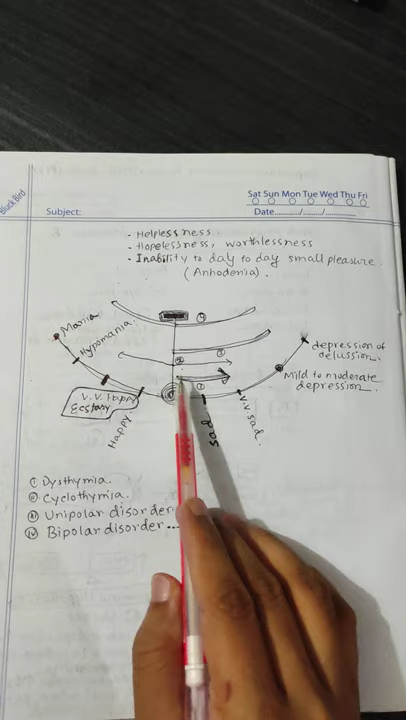 Black Bird
Subject:
Sat Sun Mon Tue Wed Thu Fri
Date.........../........./............
- Helplessness
- Hopelessness, worthlessness
- Inability to day to day small pleasure.
(Anhodenia).
Maria
Hypomania.
V.V. Happy
Ecstasy
Happy
sad
V.V sad.
Mild to moderate
depression.
depression of
delussion.
① Dysthymia.
② Cyclothymia.
③ Unipolar disorder
④ Bipolar disorder ...